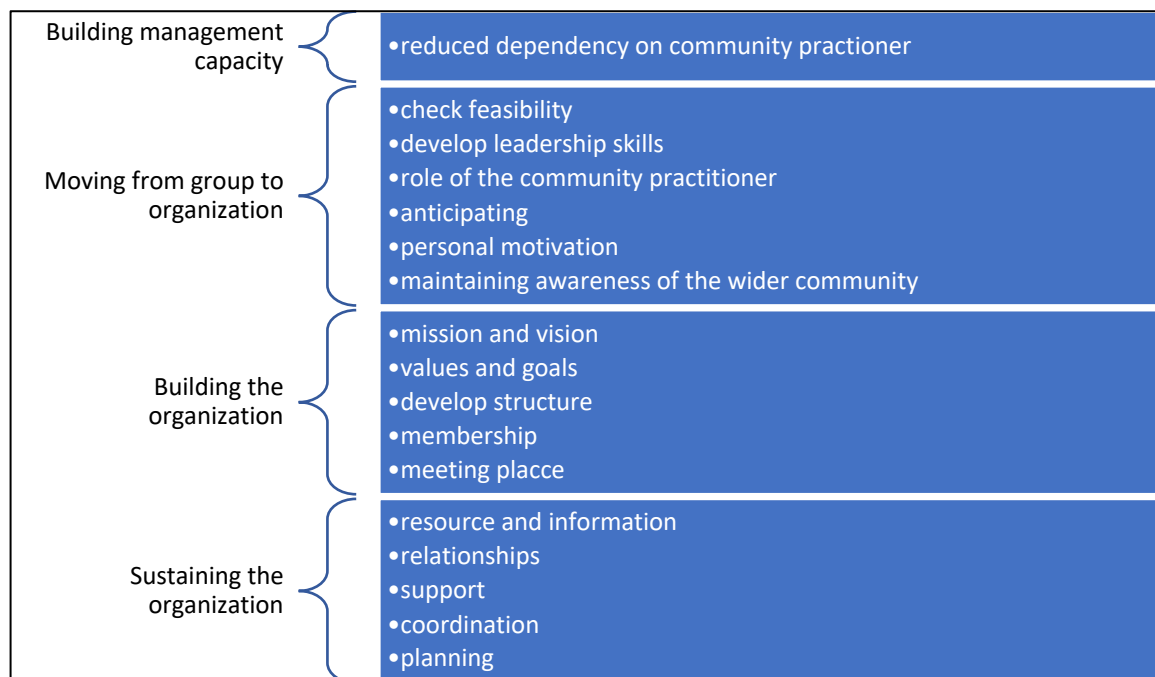 Building management
capacity
•reduced dependency on community practioner
Moving from group to
organization
•check feasibility
•develop leadership skills
•role of the community practitioner
•anticipating
•personal motivation
•maintaining awareness of the wider community
Building the
organization
•mission and vision
•values and goals
•develop structure
•membership
•meeting placce
Sustaining the
organization
•resource and information
•relationships
•support
•coordination
•planning